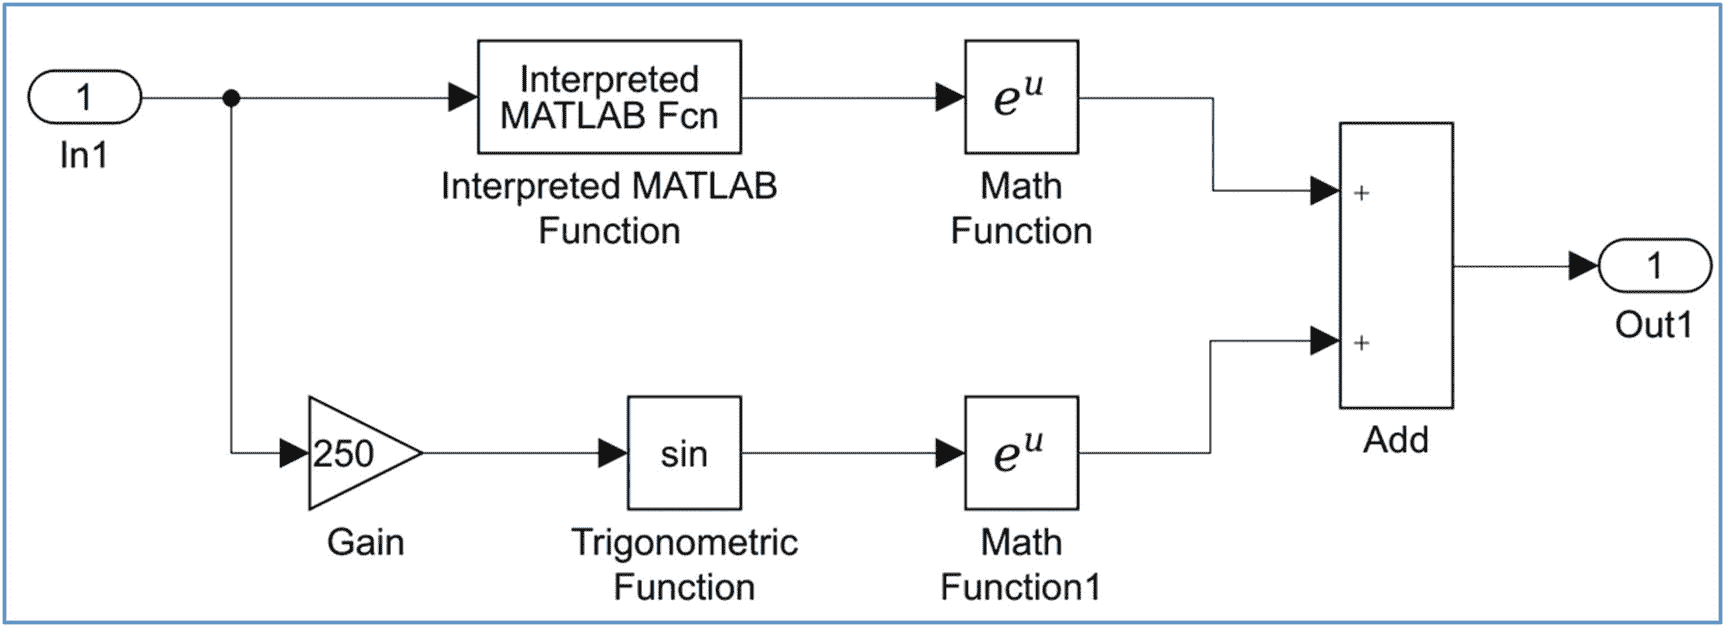 1
In1
Interpreted
MATLAB Fcn
Interpreted MATLAB
Function
e^u
Math
Function
+
+
Add
1
Out1
250
Gain
sin
Trigonometric
Function
e^u
Math
Function1